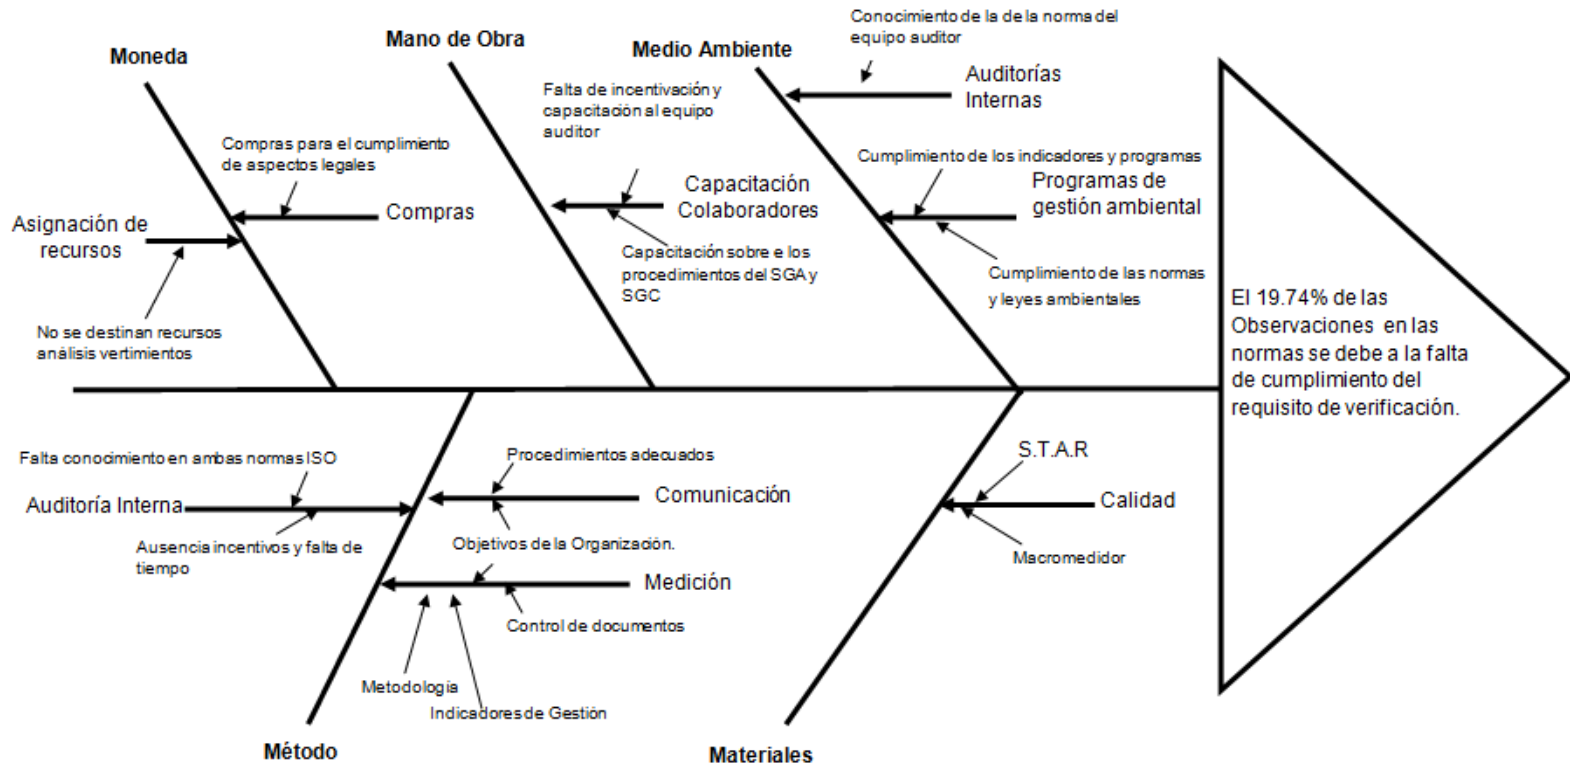 Moneda
Mano de Obra
Medio Ambiente
Conocimiento de la de la norma del
equipo auditor
Auditorías
Internas
Falta de incentivación y
capacitación al equipo
auditor
Compras para el cumplimiento
de aspectos legales
Compras
Asignación de
recursos
No se destinan recursos
análisis vertimientos
Capacitación
Colaboradores
Capacitación sobre e los
procedimientos del SGA y
SGC
Cumplimiento de los indicadores y programas
Programas de
gestión ambiental
Cumplimiento de las normas
y leyes ambientales
El 19.74% de las
Observaciones en las
normas se debe a la falta
de cumplimiento del
requisito de verificación.
Falta conocimiento en ambas normas ISO
Auditoría Interna
Ausencia incentivos y falta de
tiempo
Procedimientos adecuados
Comunicación
Objetivos de la Organización.
Medición
Control de documentos
Metodología
Indicadores de Gestión
S.T.A.R
Calidad
Macromedidor
Método
Materiales